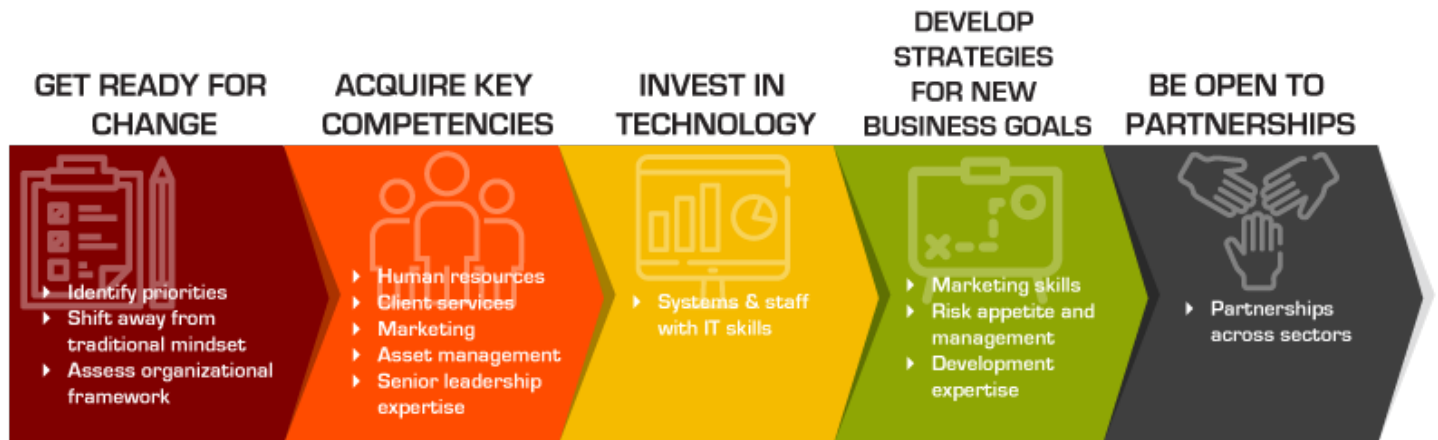 GET READY FOR
CHANGE
Identify priorities
Shift away from
traditional mindset
Assess organizational
framework
ACQUIRE KEY
COMPETENCIES
Human resources
Client services
Marketing
Asset management
Senior leadership
expertise
INVEST IN
TECHNOLOGY
Systems & staff
with IT skills
DEVELOP
STRATEGIES
FOR NEW
BUSINESS GOALS
Marketing skills
Risk appetite and
management
Development
expertise
BE OPEN TO
PARTNERSHIPS
Partnerships
across sectors